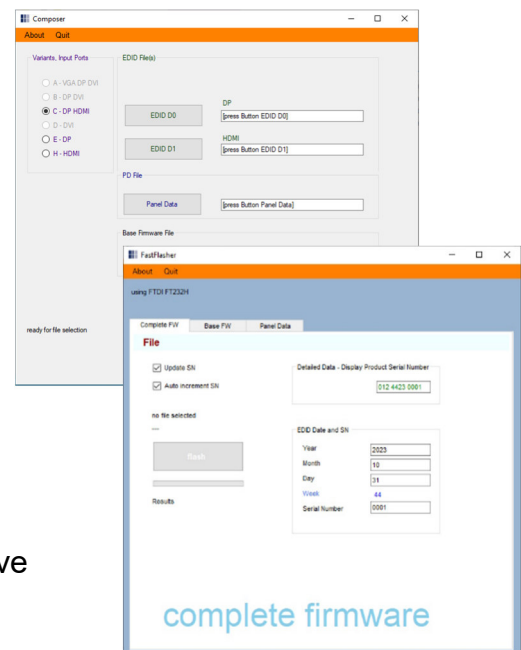 Composer
About Quit
Variants, Input Ports
A - VGA DP DVI
B - DP DVI
C - DP HDMI
D - DVI
E - DP
H - HDMI
EDID File(s)
DP
EDID D0 [press Button EDID D0]
HDMI
EDID D1 [press Button EDID D1]
PD File
Panel Data [press Button Panel Data]
Base Firmware File
ready for file selection
FastFlasher
About Quit
using FTDI FT232H
Complete FW Base FW Panel Data
File
Update SN
Auto increment SN
no file selected
---
Flash
Results
Detailed Data - Display Product Serial Number
012 4423 0001
EDID Date and SN
Year 2023
Month 10
Day 31
Week 44
Serial Number 0001
complete firmware
ve